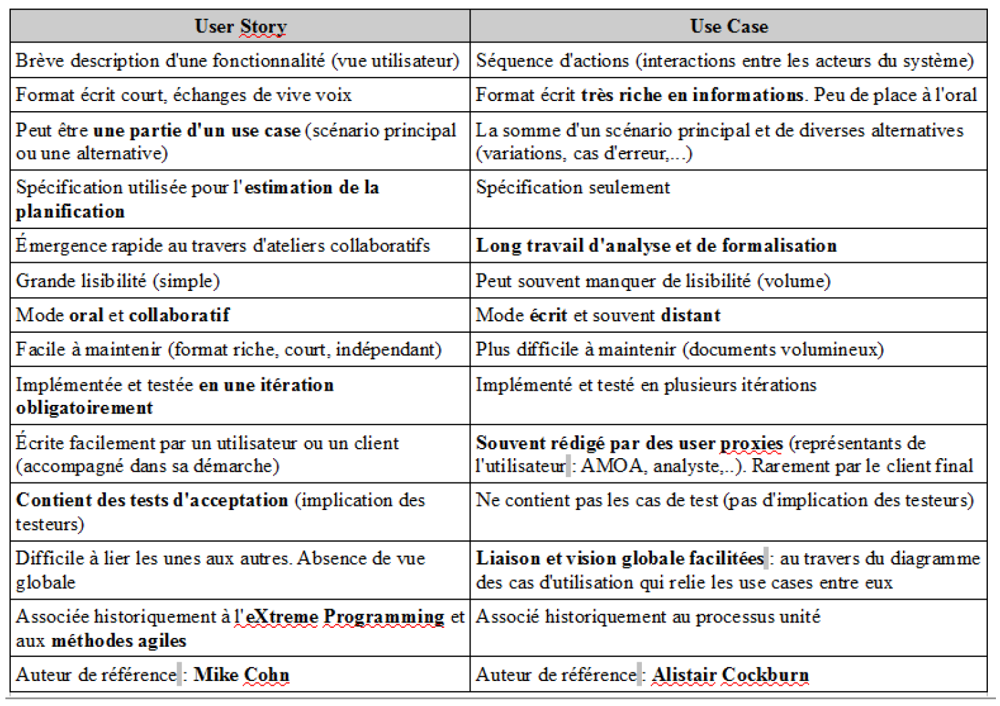 User Story
Use Case
Brève description d'une fonctionnalité (vue utilisateur)
Séquence d'actions (interactions entre les acteurs du système)
Format écrit court, échanges de vive voix
Format écrit très riche en informations. Peu de place à l'oral
Peut être une partie d'un use case (scénario principal
ou une alternative)
La somme d'un scénario principal et de diverses alternatives
(variations, cas d'erreur,...)
Spécification utilisée pour l'estimation de la
planification
Spécification seulement
Émergence rapide au travers d'ateliers collaboratifs
Long travail d'analyse et de formalisation
Grande lisibilité (simple)
Peut souvent manquer de lisibilité (volume)
Mode oral et collaboratif
Mode écrit et souvent distant
Facile à maintenir (format riche, court, indépendant)
Plus difficile à maintenir (documents volumineux)
Implémentée et testée en une itération
obligatoirement
Implémenté et testé en plusieurs itérations
Écrite facilement par un utilisateur ou un client
(accompagné dans sa démarche)
Souvent rédigé par des user proxies (représentants de
l'utilisateur : AMOA, analyste,..). Rarement par le client final
Contient des tests d'acceptation (implication des
testeurs)
Ne contient pas les cas de test (pas d'implication des testeurs)
Difficile à lier les unes aux autres. Absence de vue
globale
Liaison et vision globale facilitées : au travers du diagramme
des cas d'utilisation qui relie les use cases entre eux
Associée historiquement à l'eXtreme Programming et
aux méthodes agiles
Associé historiquement au processus unité
Auteur de référence : Mike Cohn
Auteur de référence : Alistair Cockburn